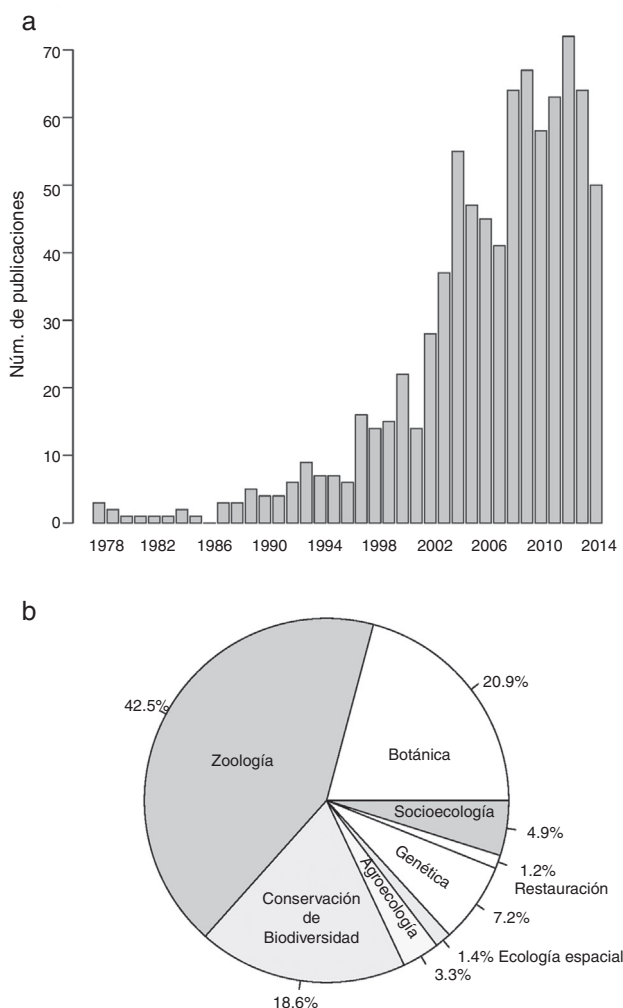 a
70
60
50
40
30
20
10
0
Núm. de publicaciones
1978 1982 1986 1990 1994 1998 2002 2006 2010 2014
b
42.5%
20.9%
Zoología
Botánica
Socioecología
4.9%
Genética
1.2%
Restauración
Agroecología
7.2%
Conservación
de
Biodiversidad
1.4% Ecología espacial
3.3%
18.6%